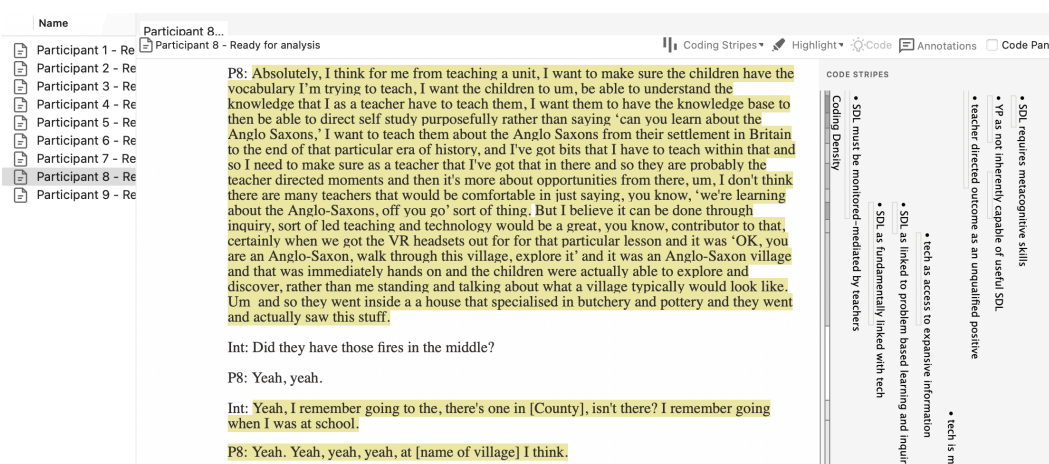 Name
Participant 8...
Participant 1 - Re
Participant 2 - Re
Participant 3 - Re
Participant 4 - Re
Participant 5 - Re
Participant 6 - Re
Participant 7 - Re
Participant 8 - Re
Participant 9 - Re
Participant 8 - Ready for analysis
Coding Stripes Highlight Code Annotations Code Pan
P8: Absolutely, I think for me from teaching a unit, I want to make sure the children have the
vocabulary I’m trying to teach, I want the children to um, be able to understand the
knowledge that I as a teacher have to teach them, I want them to have the knowledge base to
then be able to direct self study purposefully rather than saying ‘can you learn about the
Anglo Saxons,’ I want to teach them about the Anglo Saxons from their settlement in Britain
to the end of that particular era of history, and I've got bits that I have to teach within that and
so I need to make sure as a teacher that I've got that in there and so they are probably the
teacher directed moments and then it's more about opportunities from there, um, I don't think
there are many teachers that would be comfortable in just saying, you know, ‘we're learning
about the Anglo-Saxons, off you go’ sort of thing. But I believe it can be done through
inquiry, sort of led teaching and technology would be a great, you know, contributor to that,
certainly when we got the VR headsets out for for that particular lesson and it was ‘OK, you
are an Anglo-Saxon, walk through this village, explore it’ and it was an Anglo-Saxon village
and that was immediately hands on and the children were actually able to explore and
discover, rather than me standing and talking about what a village typically would look like.
Um and so they went inside a a house that specialised in butchery and pottery and they went
and actually saw this stuff.
Int: Did they have those fires in the middle?
P8: Yeah, yeah.
Int: Yeah, I remember going to the, there's one in [County], isn't there? I remember going
when I was at school.
P8: Yeah. Yeah, yeah, yeah, at [name of village] I think.
CODE STRIPES
Coding Density
• SDL must be monitored-mediated by teachers
• SDL as fundamentally linked with tech
• SDL as linked to problem based learning and inquir
• tech as access to expansive information
• tech is m
• teacher directed outcome as an unqualified positive
• YP as not inherently capable of useful SDL
• SDL requires metacognitive skills